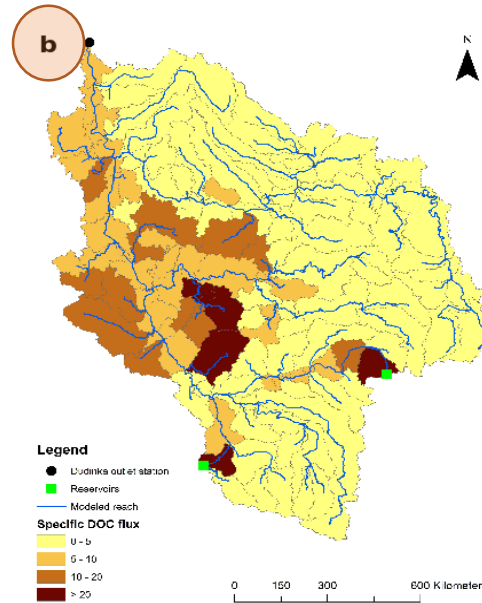 b
N
Legend
Dudinka outlet station
Reservoirs
Modeled reach
Specific DOC flux
0 - 5
5 - 10
10 - 20
> 20
0 150 300 600 Kilometer